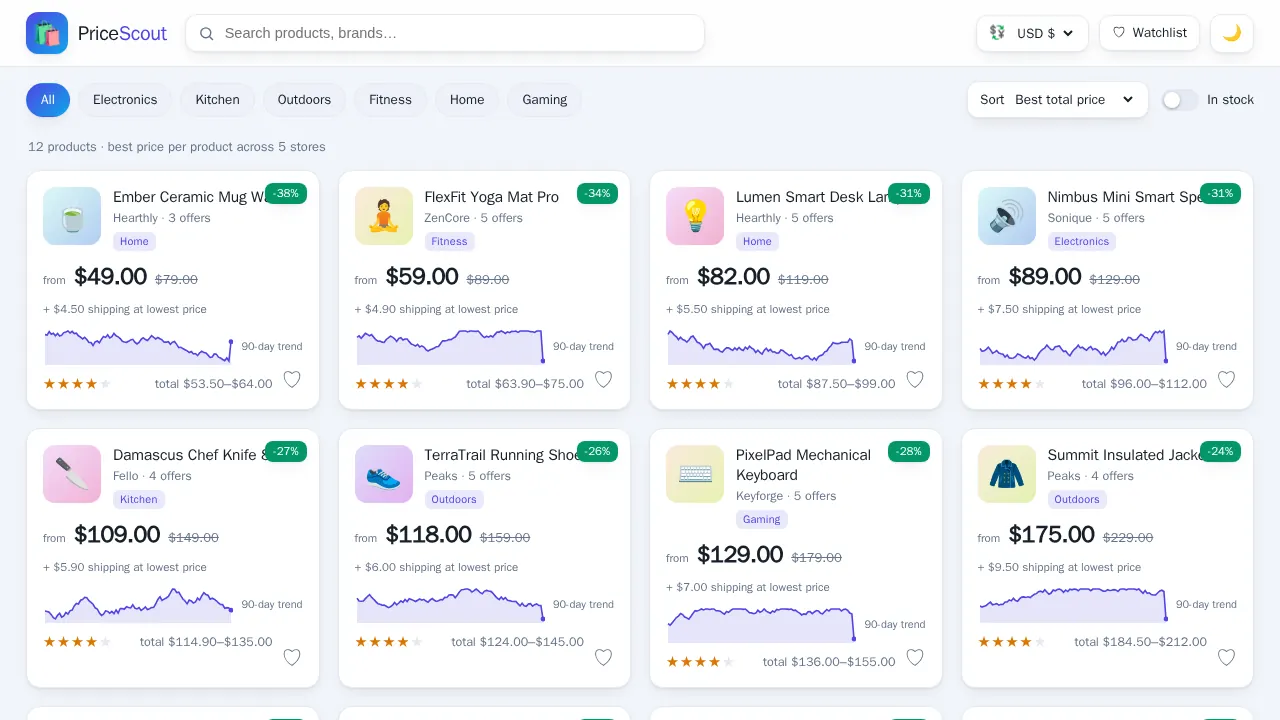 PriceScout
Search products, brands…
USD $
Watchlist
All
Electronics
Kitchen
Outdoors
Fitness
Home
Gaming
Sort Best total price
In stock
12 products · best price per product across 5 stores
Ember Ceramic Mug
-38%
Hearthly · 3 offers
Home
from $49.00 $79.00
+ $4.50 shipping at lowest price
90-day trend
★★★★★ total $53.50–$64.00
FlexFit Yoga Mat Pro
-34%
ZenCore · 5 offers
Fitness
from $59.00 $89.00
+ $4.90 shipping at lowest price
90-day trend
★★★★★ total $63.90–$75.00
Lumen Smart Desk
-31%
Hearthly · 5 offers
Home
from $82.00 $119.00
+ $5.50 shipping at lowest price
90-day trend
★★★★★ total $87.50–$99.00
Nimbus Mini Smart
-31%
Sonique · 5 offers
Electronics
from $89.00 $129.00
+ $7.50 shipping at lowest price
90-day trend
★★★★★ total $96.00–$112.00
Damascus Chef Knife
-27%
Fello · 4 offers
Kitchen
from $109.00 $149.00
+ $5.90 shipping at lowest price
90-day trend
★★★★★ total $114.90–$135.00
TerraTrail Running
-26%
Peaks · 5 offers
Outdoors
from $118.00 $159.00
+ $6.00 shipping at lowest price
90-day trend
★★★★★ total $124.00–$145.00
PixelPad Mechanical
Keyboard
-28%
Keyforge · 5 offers
Gaming
from $129.00 $179.00
+ $7.00 shipping at lowest price
90-day trend
★★★★★ total $136.00–$155.00
Summit Insulated
-24%
Peaks · 4 offers
Outdoors
from $175.00 $229.00
+ $9.50 shipping at lowest price
90-day trend
★★★★★ total $184.50–$212.00